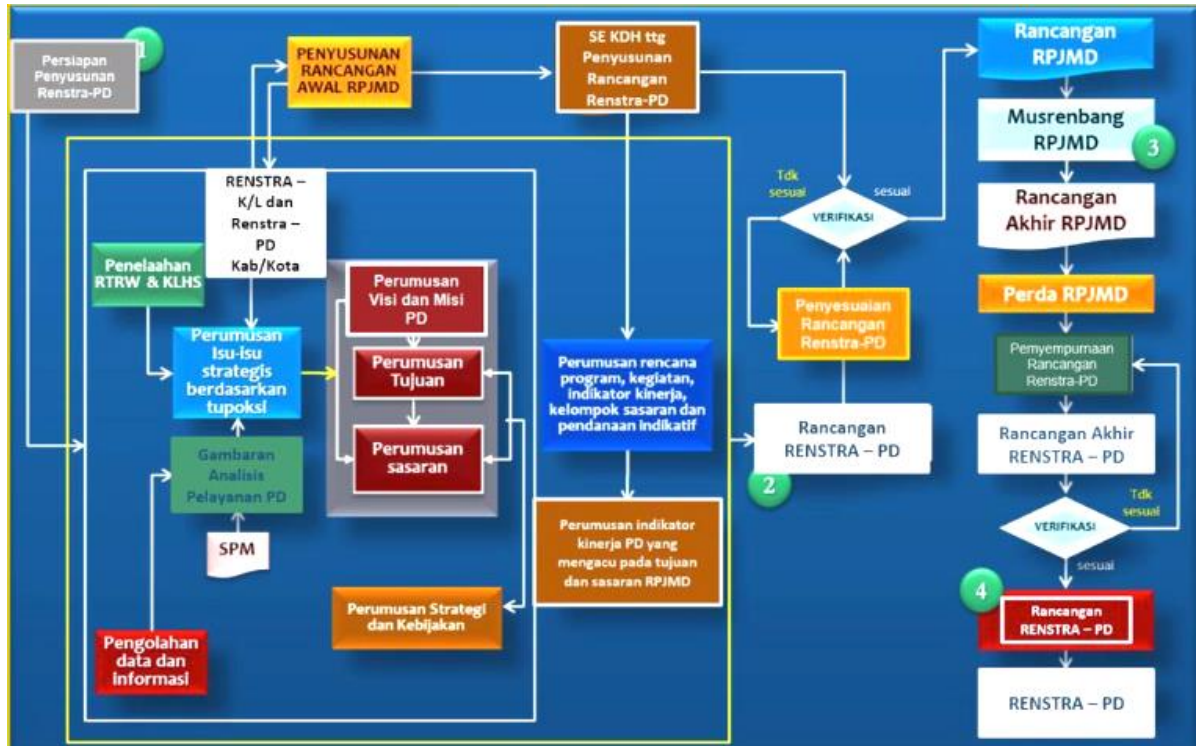 1
Persiapan
Penyusunan
Renstra-PD
PENYUSUNAN
RANCANGAN
AWAL RPJMD
SE KDH ttg
Penyusunan
Rancangan
Renstra-PD
Rancangan
RPJMD
Musrenbang
RPJMD
3
Rancangan
Akhir RPJMD
Perda RPJMD
Pemyempurnaan
Rancangan
Renstra-PD
Rancangan Akhir
RENSTRA – PD
Tdk
sesuai
VERIFIKASI
sesuai
4
Rancangan
RENSTRA – PD
RENSTRA – PD
Tdk
sesuai
sesuai
VERIFIKASI
Penyesuaian
Rancangan
Renstra-PD
Rancangan
RENSTRA – PD
2
RENSTRA –
K/L dan
Renstra –
PD
Kab/Kota
Penelaahan
RTRW & KLHS
Perumusan
Isu-isu
strategis
berdasarkan
tupoksi
Gambaran
Analisis
Pelayanan PD
SPM
Pengolahan
data dan
informasi
Perumusan
Visi dan Misi
PD
Perumusan
Tujuan
Perumusan
sasaran
Perumusan Strategi
dan Kebijakan
Perumusan rencana
program, kegiatan,
indikator kinerja,
kelompok sasaran dan
pendanaan indikatif
Perumusan indikator
kinerja PD yang
mengacu pada tujuan
dan sasaran RPJMD